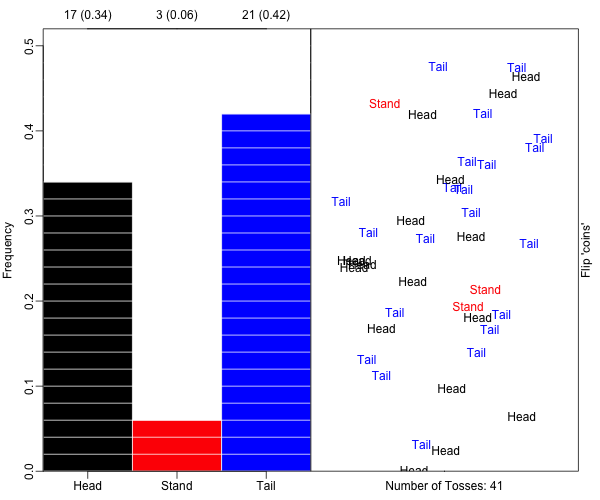 17 (0.34) 3 (0.06) 21 (0.42)
Frequency
0.5
0.4
0.3
0.2
0.1
0.0
Head Stand Tail
Tail Tail
Head
Head
Stand
Head Tail
Tail
Tail
Tail Tail
Head
Tail Tail
Tail
Tail
Head
Tail Tail Head
Tail
Head Head
Head Head
Head
Stand
Stand
Tail Head Tail
Head Tail
Tail
Tail
Tail
Head
Head
Tail Head
Head
Flip 'coins'
Number of Tosses: 41